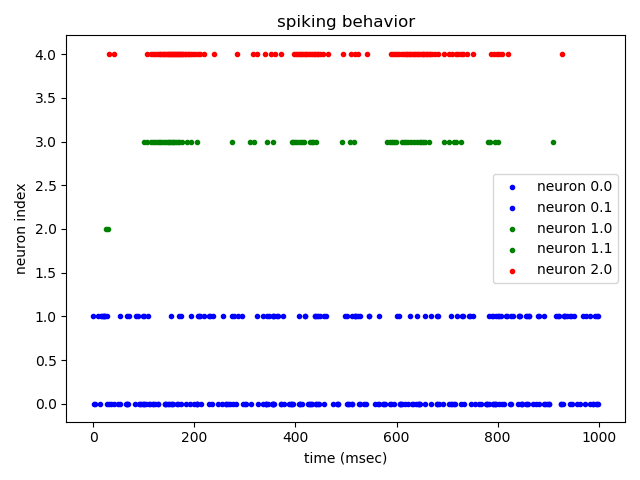 spiking behavior
4.0
3.5
3.0
2.5
2.0
1.5
1.0
0.5
0.0
neuron index
neuron 0.0
neuron 0.1
neuron 1.0
neuron 1.1
neuron 2.0
0 200 400 600 800 1000
time (msec)